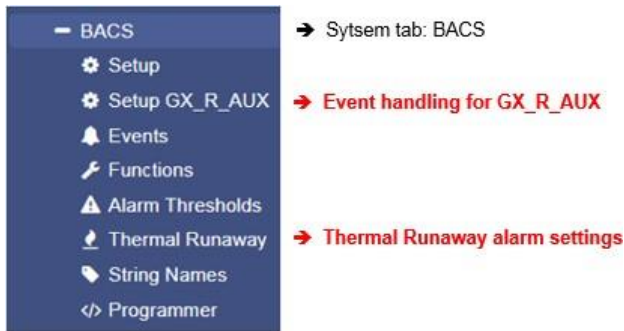 BACS ➔ Sytsem tab: BACS
Setup
Setup GX_R_AUX ➔ Event handling for GX_R_AUX
Events
Functions
Alarm Thresholds
Thermal Runaway ➔ Thermal Runaway alarm settings
String Names
</> Programmer